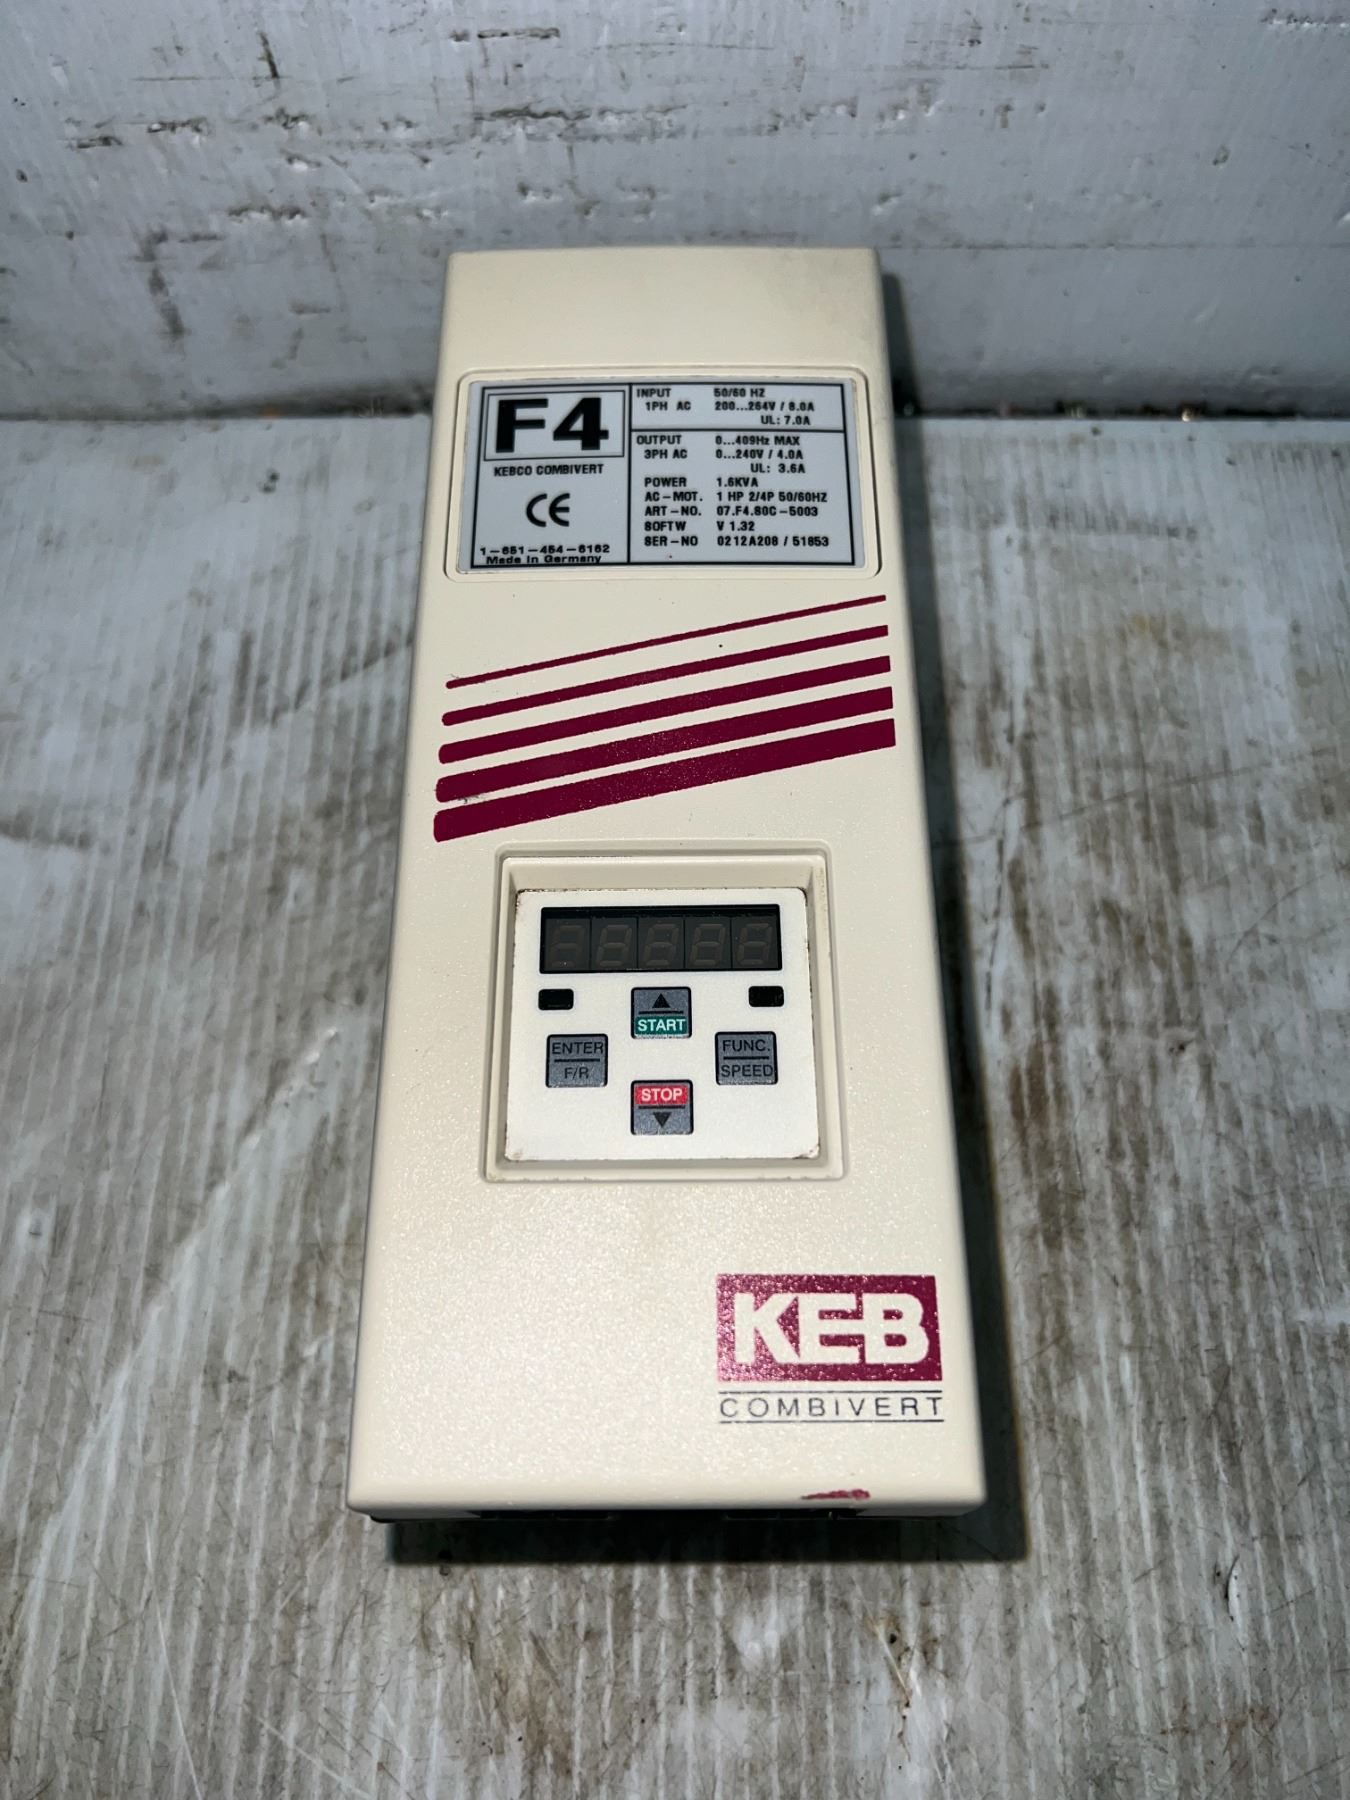 F4
KEBCO COMBIVERT
CE
1-651-454-6162
Made in Germany
INPUT 50/60 HZ
1PH AC 200...264V / 8.0A
UL: 7.0A
OUTPUT 0...409Hz MAX
3PH AC 0...240V / 4.0A
UL: 3.6A
POWER 1.6KVA
AC-MOT. 1 HP 2/4P 50/60HZ
ART-NO. 07.F4.S0C-5003
SOFTW V 1.32
SER-NO 0212A208 / 51853
START
ENTER
F/R
FUNC.
SPEED
STOP
KEB
COMBIVERT